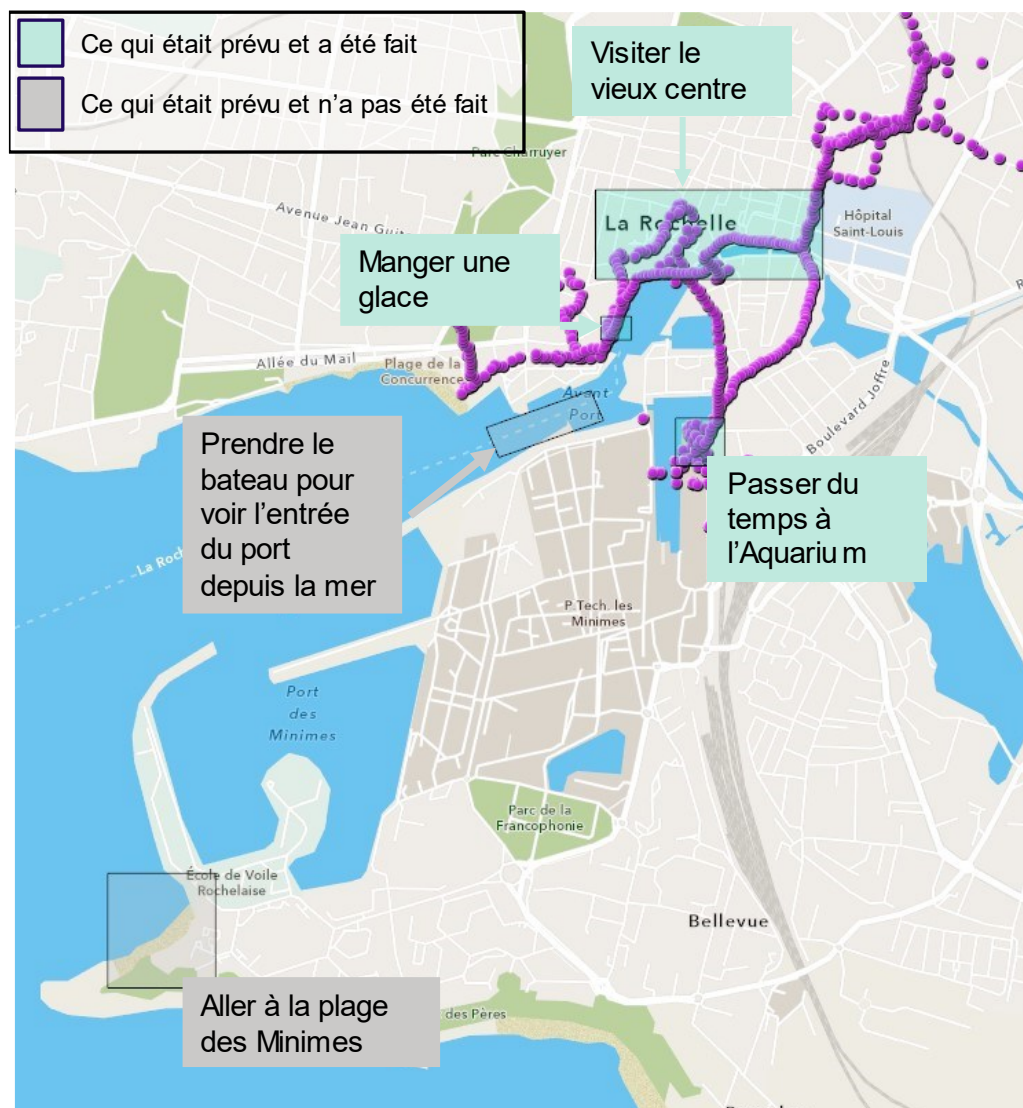 Ce qui était prévu et a été fait
Ce qui était prévu et n'a pas été fait
Visiter le
vieux centre
Parc Charruyer
Avenue Jean Guit
La Rochelle
Hôpital
Saint-Louis
Manger une
glace
Allée du Mail
Plage de la
Concurrence
Avant
Port
Boulevard Joffre
R
Prendre le
bateau pour
voir l'entrée
du port
depuis la mer
Passer du
temps à
l'Aquariu m
La Roc
P.Tech. les
Minimes
Port
des
Minimes
Parc de la
Francophonie
École de Voile
Rochelaise
Bellevue
Aller à la plage
des Minimes
des Pères